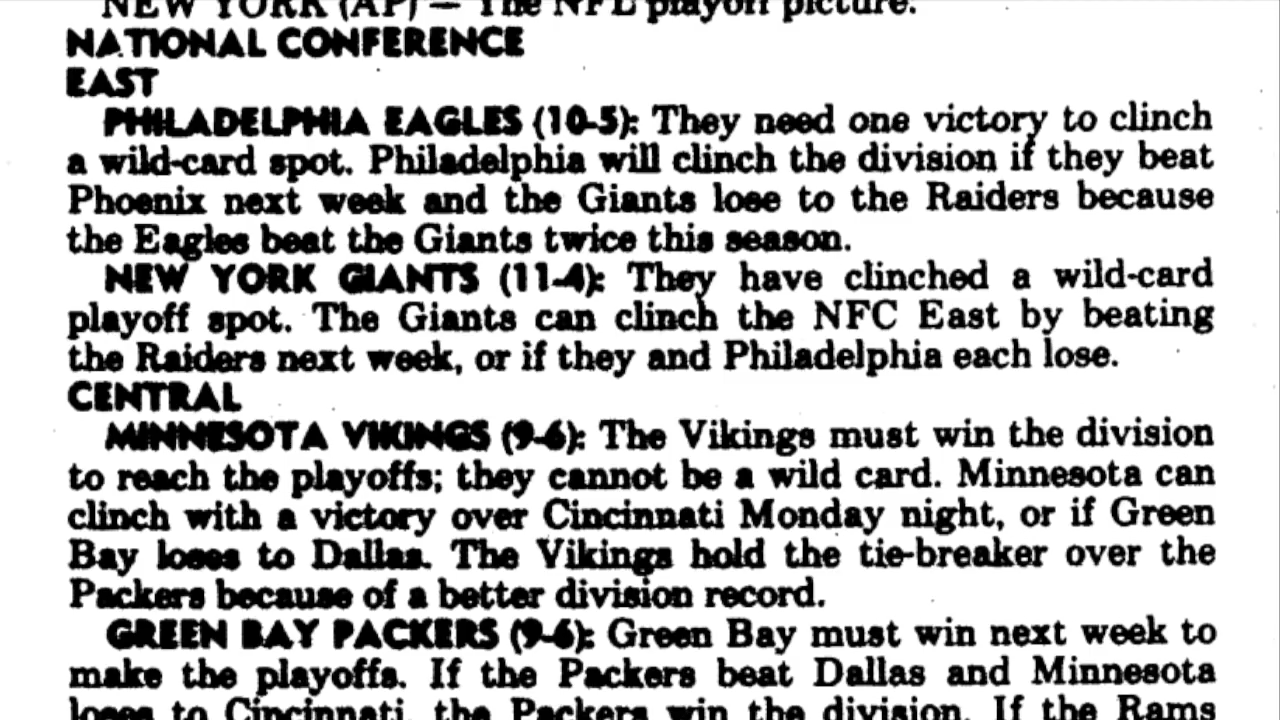 NEW YORK (AP) — The NFL playoff picture:
NATIONAL CONFERENCE
EAST
PHILADELPHIA EAGLES (10-5): They need one victory to clinch
a wild-card spot. Philadelphia will clinch the division if they beat
Phoenix next week and the Giants lose to the Raiders because
the Eagles beat the Giants twice this season.
NEW YORK GIANTS (11-4): They have clinched a wild-card
playoff spot. The Giants can clinch the NFC East by beating
the Raiders next week, or if they and Philadelphia each lose.
CENTRAL
MINNESOTA VIKINGS (9-6): The Vikings must win the division
to reach the playoffs; they cannot be a wild card. Minnesota can
clinch with a victory over Cincinnati Monday night, or if Green
Bay loses to Dallas. The Vikings hold the tie-breaker over the
Packers because of a better division record.
GREEN BAY PACKERS (9-6): Green Bay must win next week to
make the playoffs. If the Packers beat Dallas and Minnesota
loses to Cincinnati, the Packers win the division. If the Rams